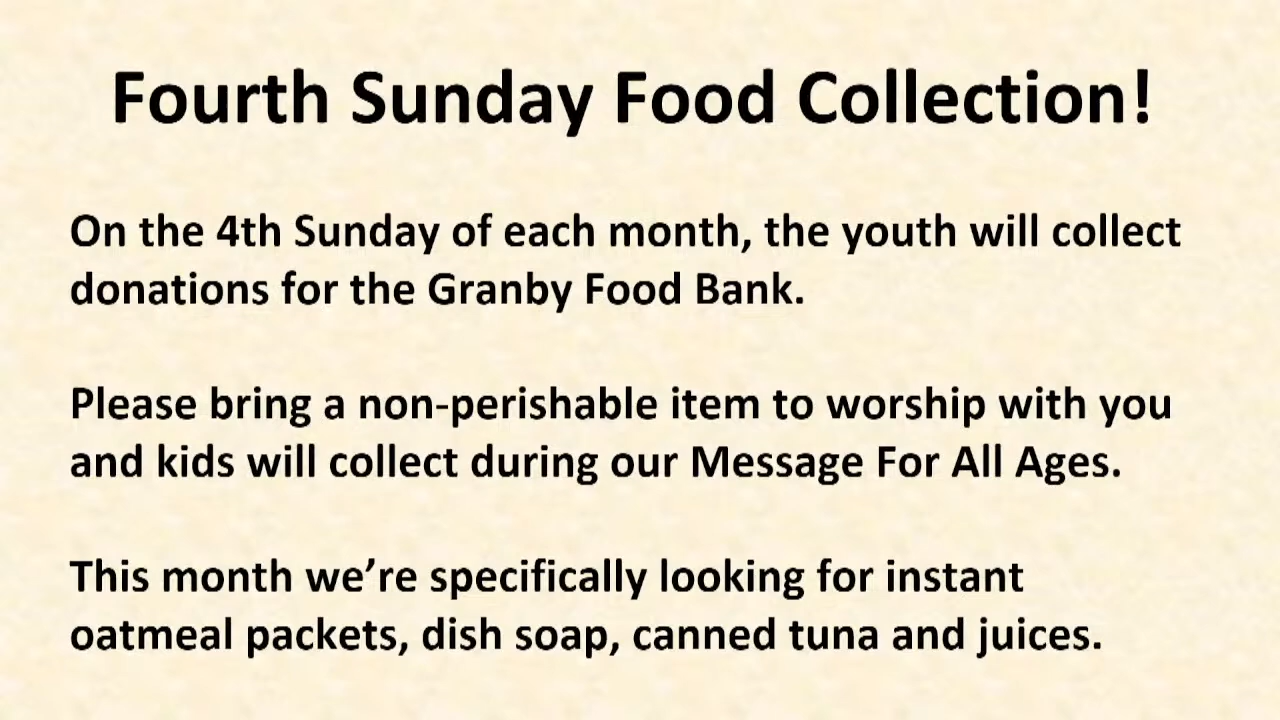 Fourth Sunday Food Collection!
On the 4th Sunday of each month, the youth will collect
donations for the Granby Food Bank.
Please bring a non-perishable item to worship with you
and kids will collect during our Message For All Ages.
This month we’re specifically looking for instant
oatmeal packets, dish soap, canned tuna and juices.